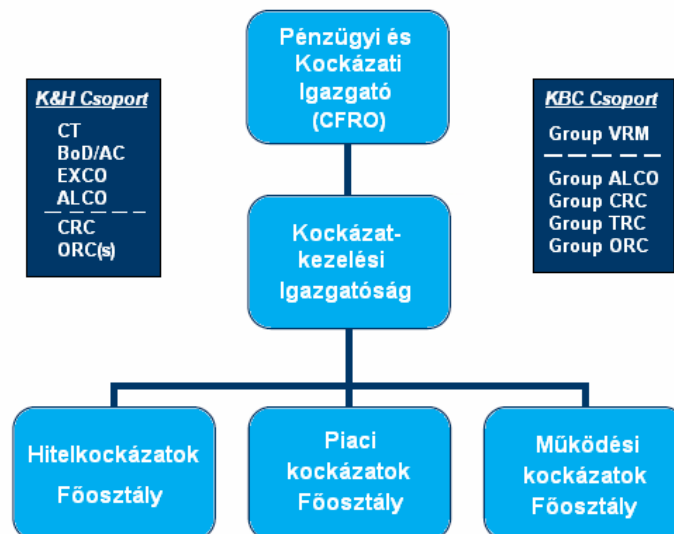 Pénzügyi és
Kockázati
Igazgató
(CFRO)
K&H Csoport
CT
BoD/AC
EXCO
ALCO
CRC
ORC(s)
KBC Csoport
Group VRM
Group ALCO
Group CRC
Group TRC
Group ORC
Kockázat-
kezelési
Igazgatóság
Hitelkockázatok
Főosztály
Piaci
kockázatok
Főosztály
Működési
kockázatok
Főosztály